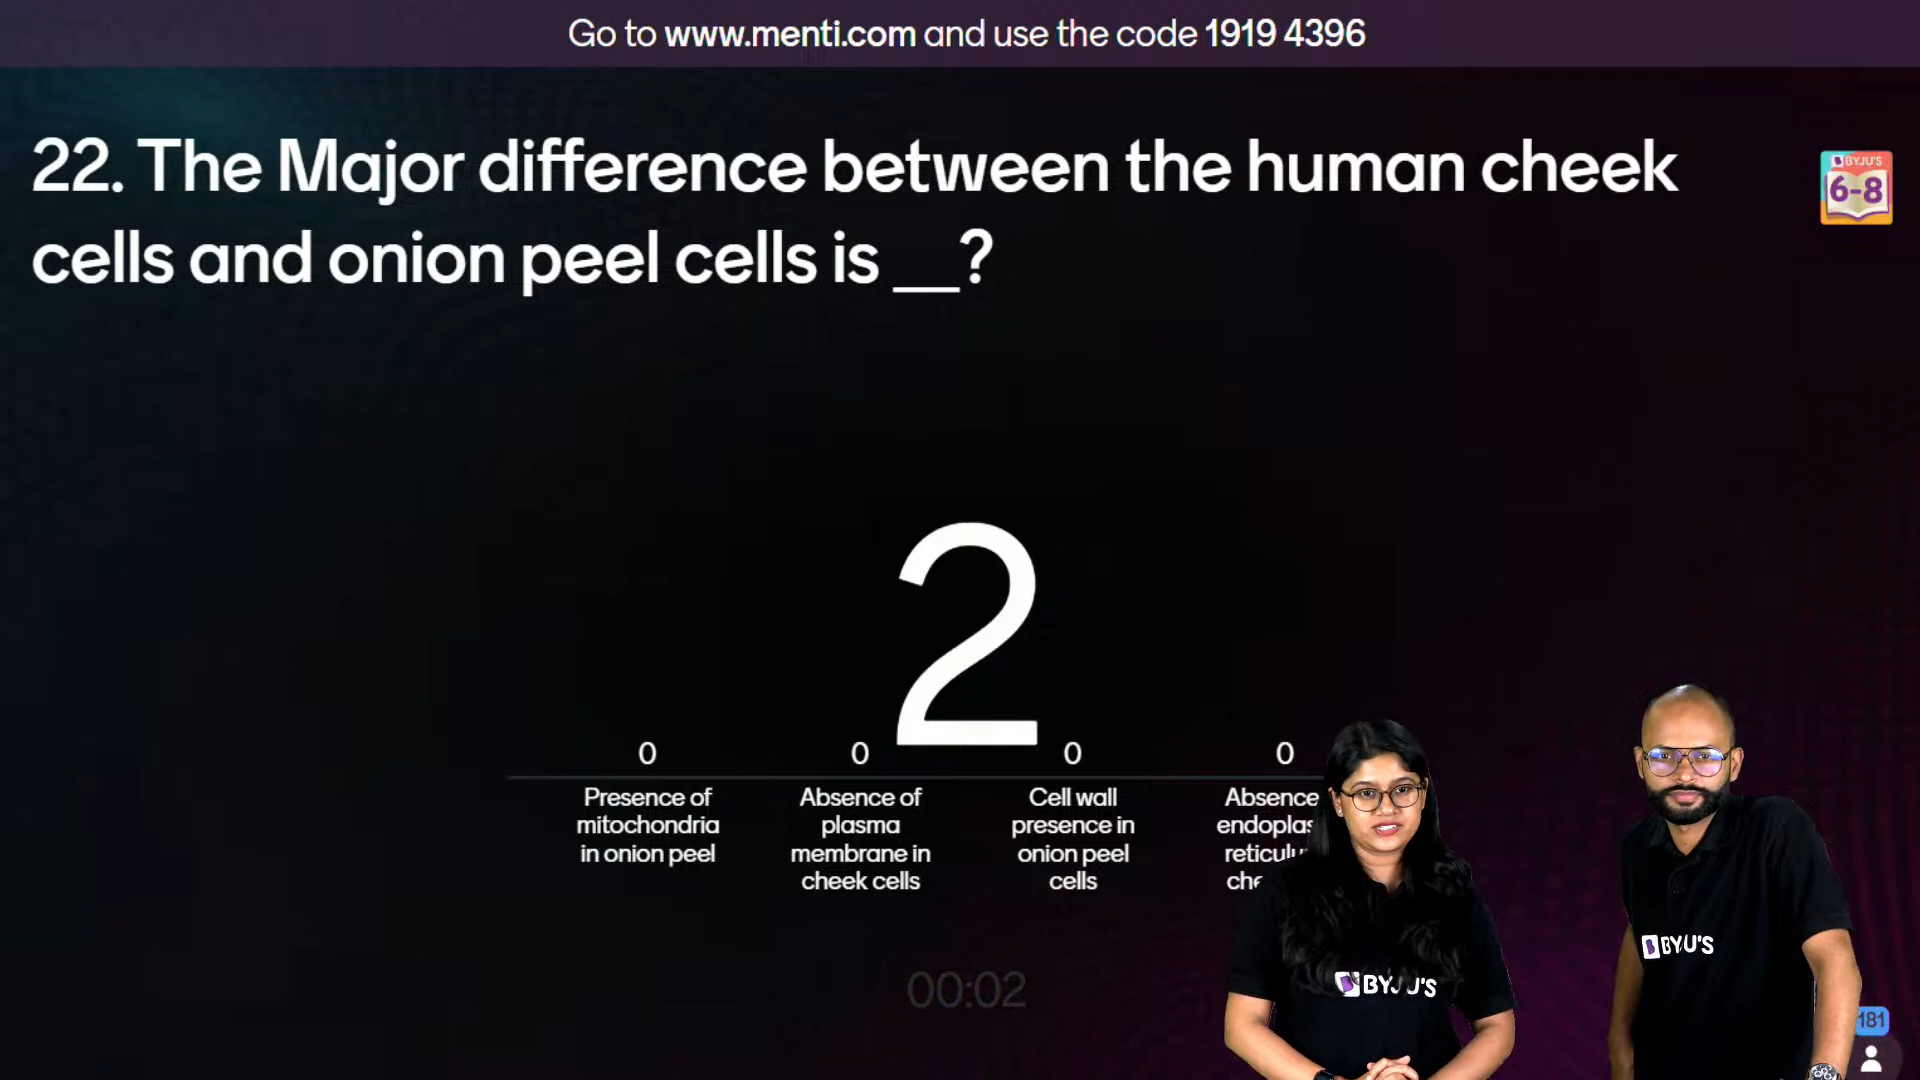 Go to www.menti.com and use the code 1919 4396
22. The Major difference between the human cheek
cells and onion peel cells is __?
BYJU'S
6-8
2
0
0
0
0
Presence of
mitochondria
in onion peel
Absence of
plasma
membrane in
cheek cells
Cell wall
presence in
onion peel
cells
Absence
00:02
BYJU'S
BYJU'S
181